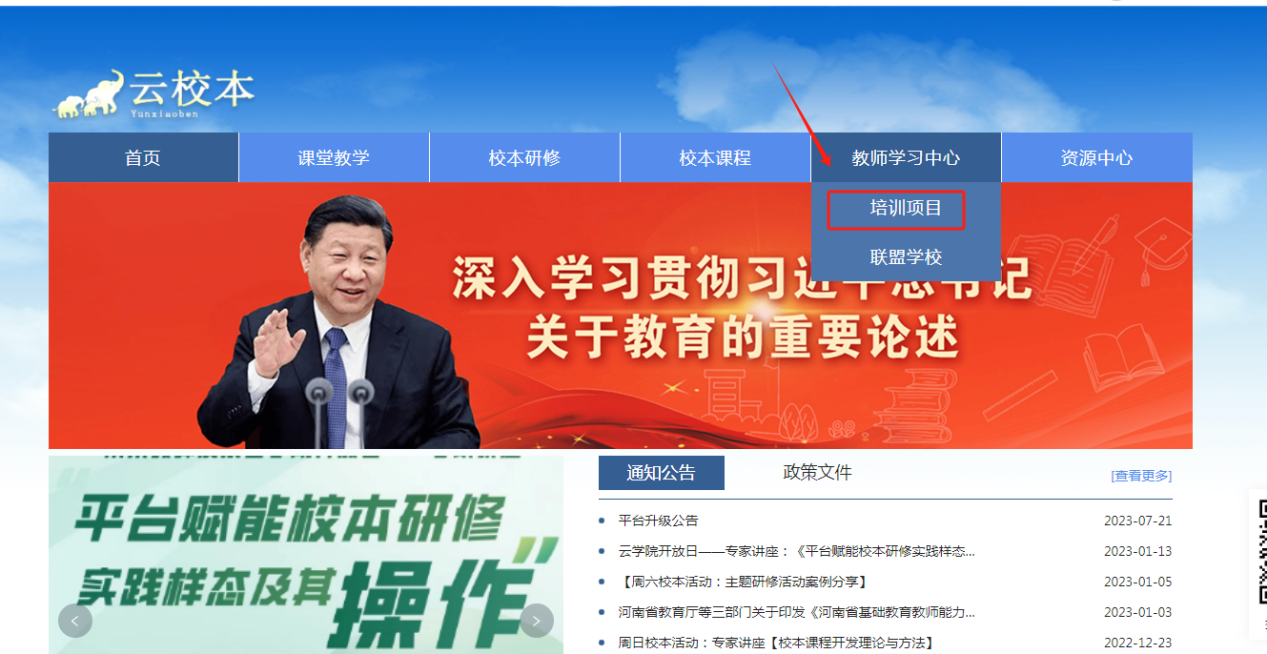 云校本
Yunxiaoben
首页
课堂教学
校本研修
校本课程
教师学习中心
资源中心
培训项目
联盟学校
深入学习贯彻习近平总书记
关于教育的重要论述
平台赋能校本研修
实践样态及其操作
通知公告
政策文件
[查看更多]
平台升级公告
2023-07-21
云学院开放日——专家讲座：《平台赋能校本研修实践样态...
2023-01-13
【周六校本活动：主题研修活动案例分享】
2023-01-05
河南省教育厅等三部门关于印发《河南省基础教育教师能力...
2023-01-03
周日校本活动：专家讲座【校本课程开发理论与方法】
2022-12-23